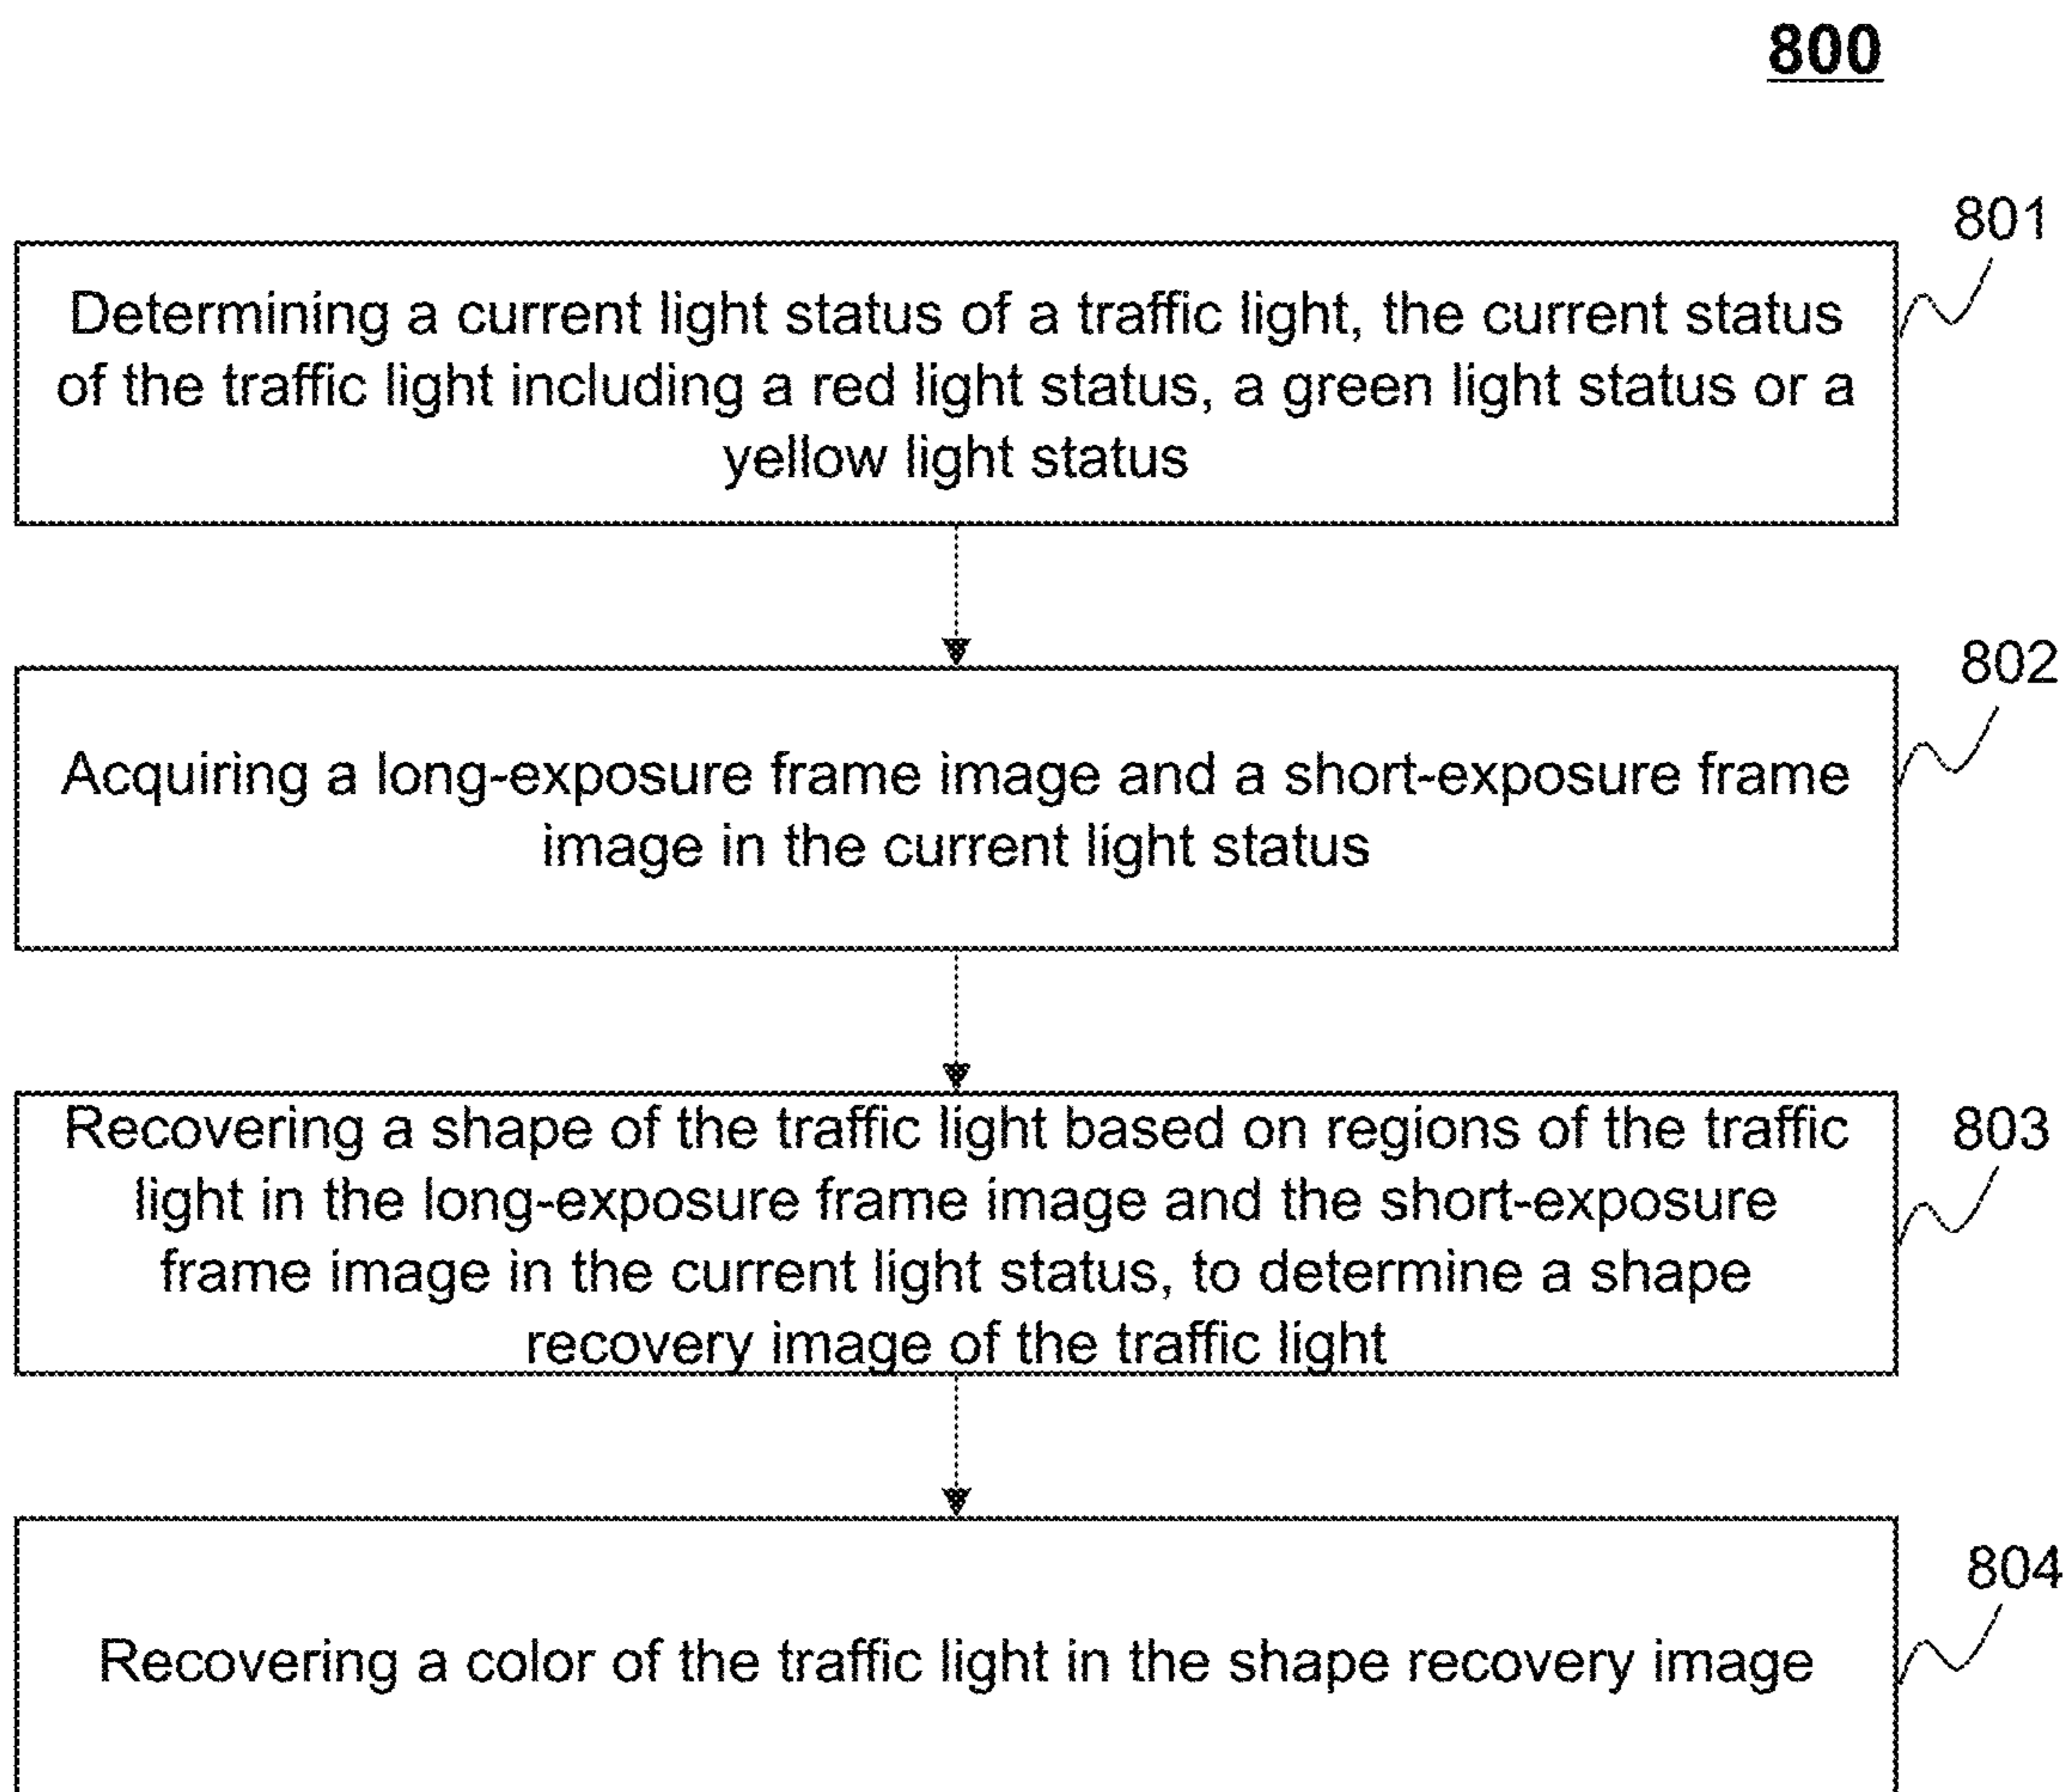 800
801
Determining a current light status of a traffic light, the current status
of the traffic light including a red light status, a green light status or a
yellow light status
802
Acquiring a long-exposure frame image and a short-exposure frame
image in the current light status
803
Recovering a shape of the traffic light based on regions of the traffic
light in the long-exposure frame image and the short-exposure
frame image in the current light status, to determine a shape
recovery image of the traffic light
804
Recovering a color of the traffic light in the shape recovery image